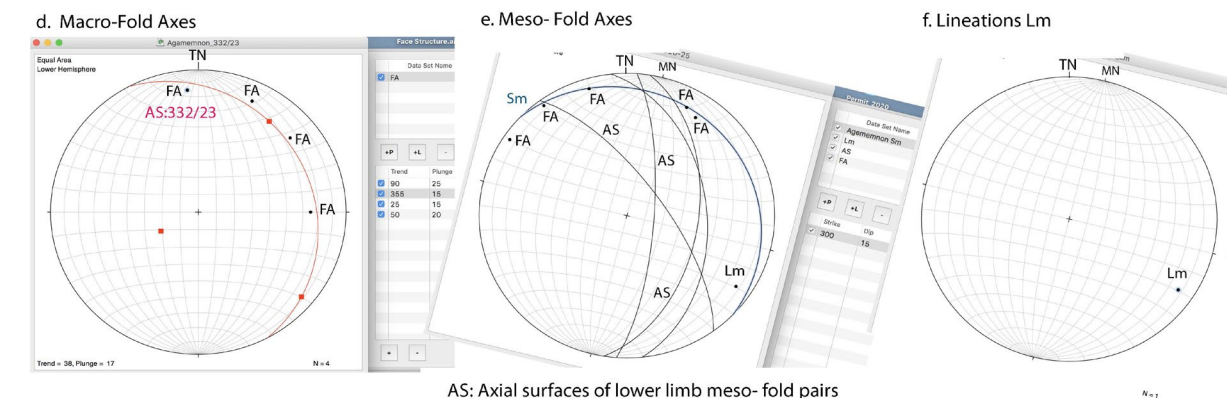 d. Macro-Fold Axes
Agamemnon_332/23
Face Structure.a
Equal Area
Lower Hemisphere
TN
Data Set Name
FA
FA
FA
AS:332/23
FA
FA
+P +L -
Trend Plunge
90 25
355 15
25 15
50 20
+ -
Trend = 38, Plunge = 17
N = 4
e. Meso- Fold Axes
TN
MN
Sm
FA
FA
FA
FA
FA
AS
AS
AS
Lm
Permit_2020
Data Set Name
Agamemnon Sm
Lm
AS
FA
+P +L -
Strike Dip
300 15
f. Lineations Lm
TN
MN
Lm
AS: Axial surfaces of lower limb meso- fold pairs